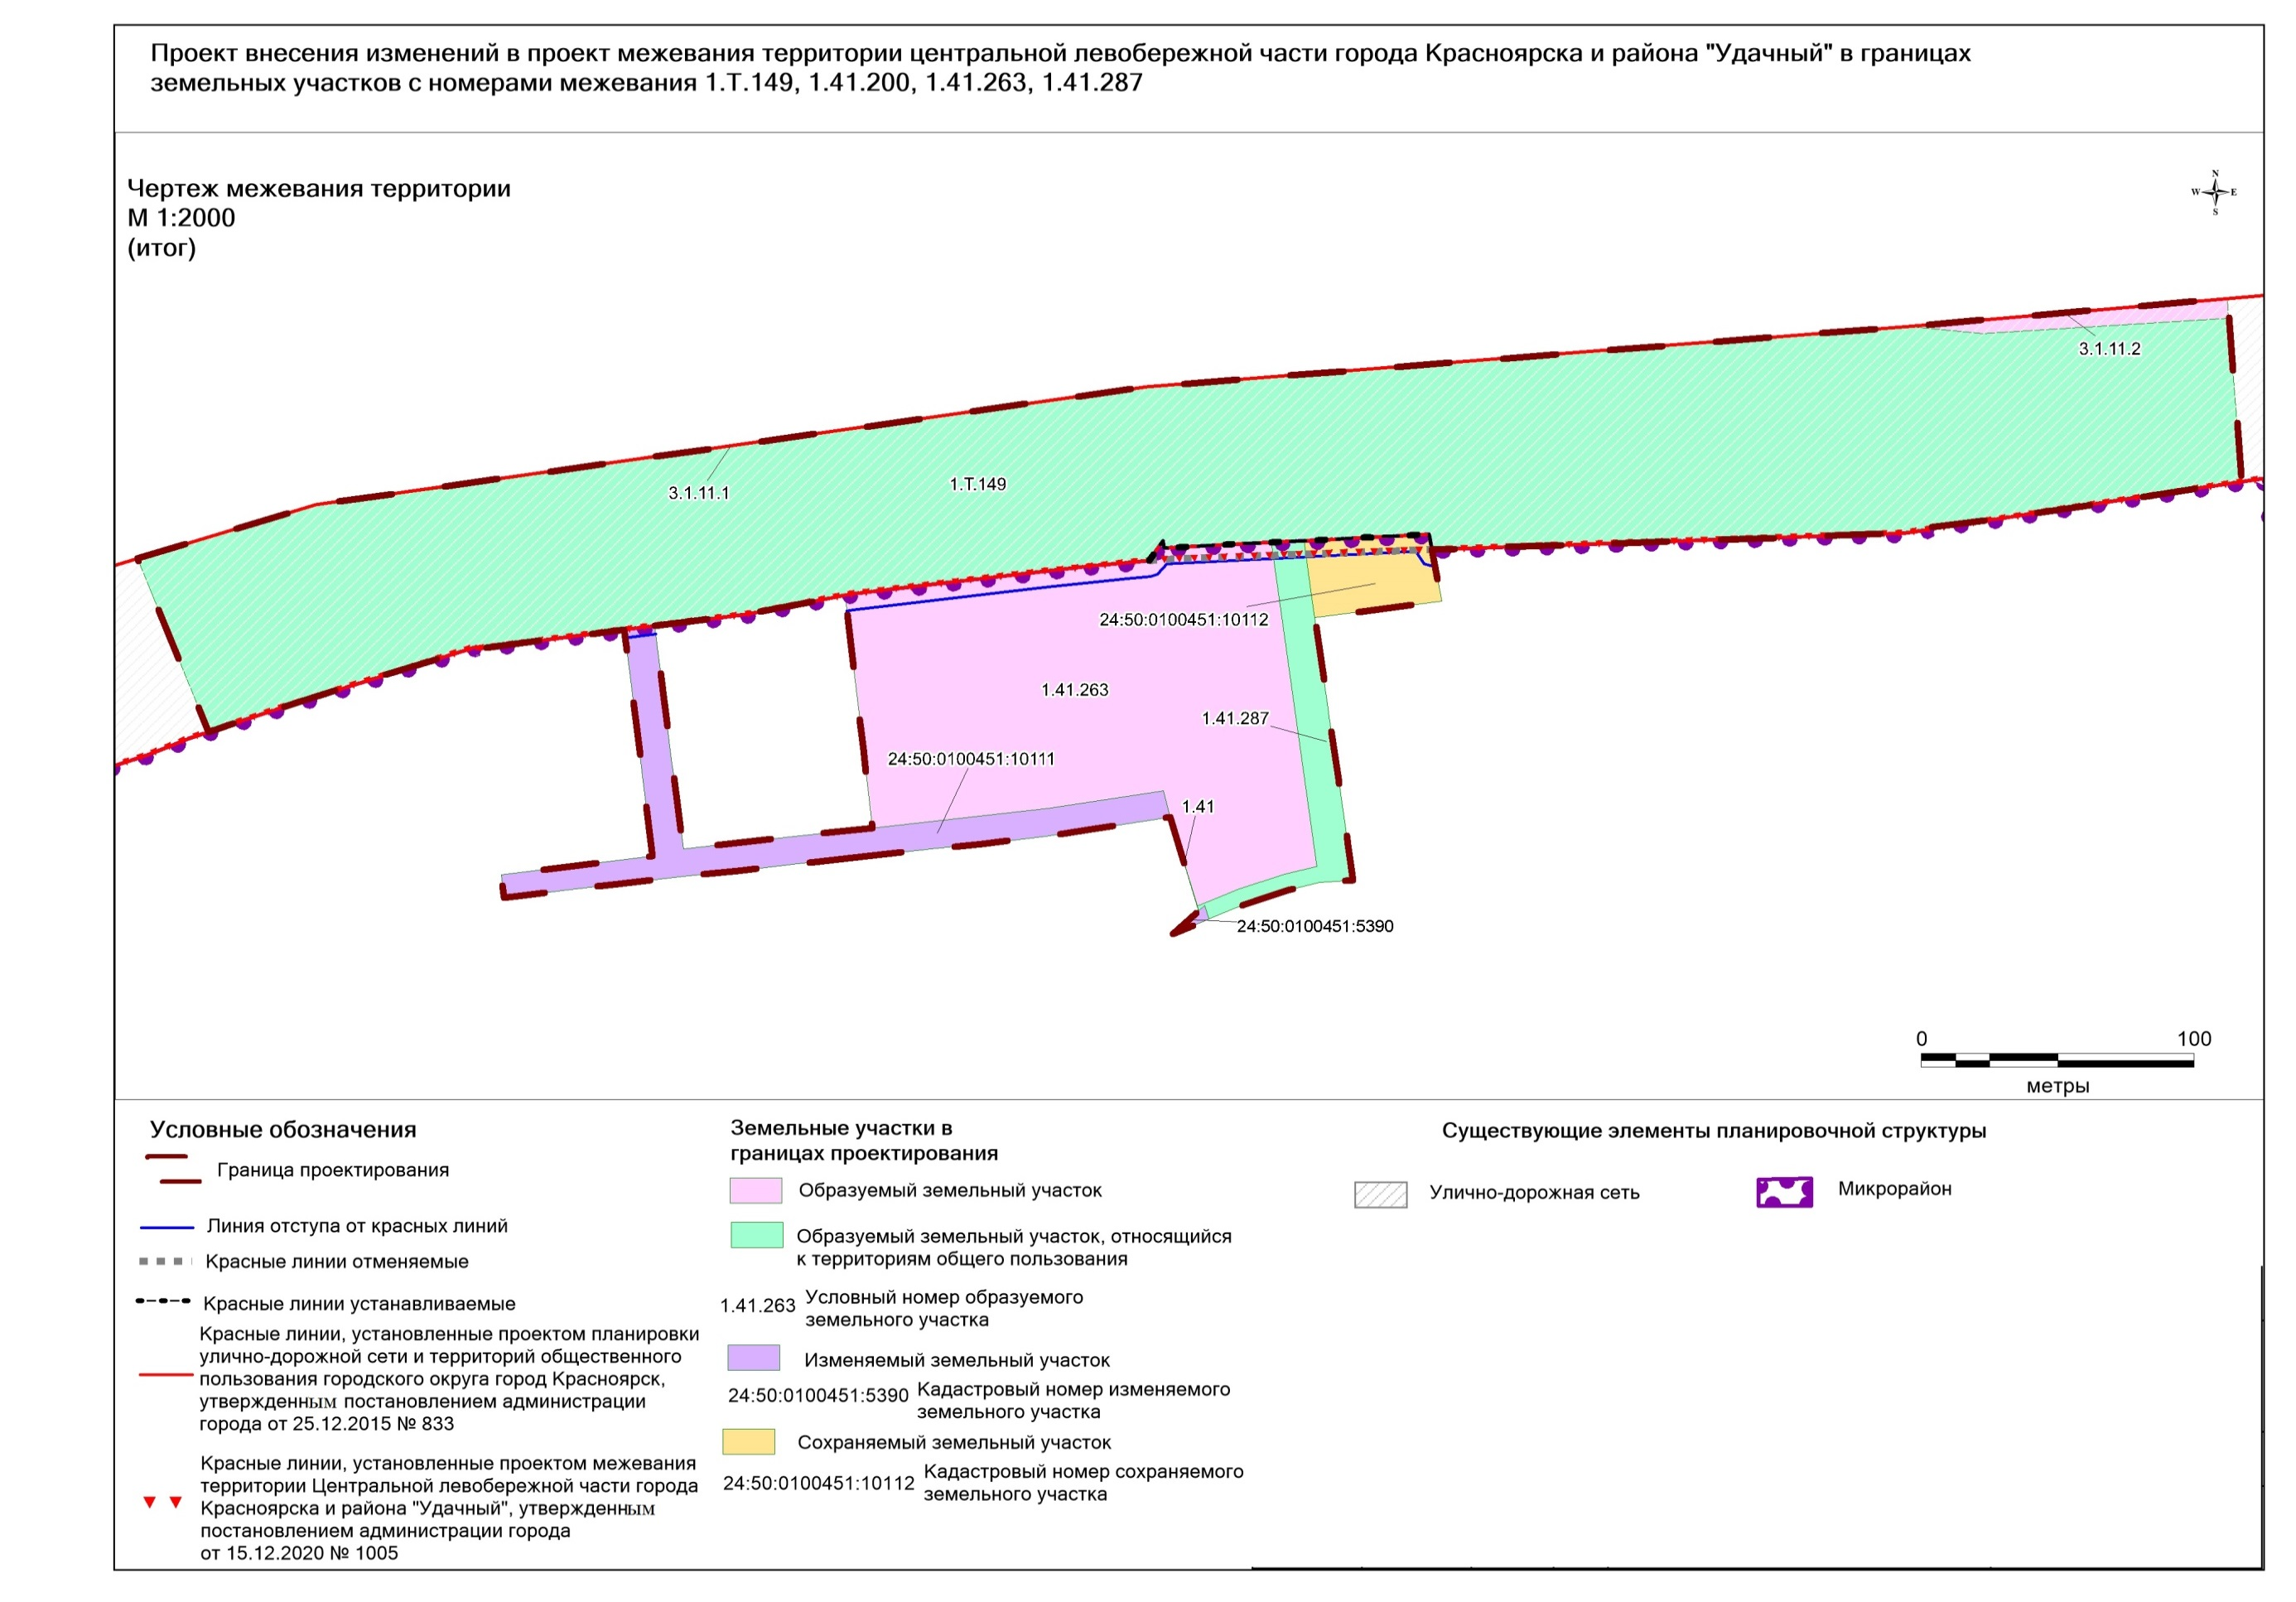 Проект внесения изменений в проект межевания территории центральной левобережной части города Красноярска и района "Удачный" в границах
земельных участков с номерами межевания 1.Т.149, 1.41.200, 1.41.263, 1.41.287
Чертеж межевания территории
М 1:2000
(итог)
N
W E
S
3.1.11.2
3.1.11.1
1.Т.149
24:50:0100451:10112
1.41.263
1.41.287
24:50:0100451:10111
1.41
24:50:0100451:5390
0 100
метры
Условные обозначения
Граница проектирования
Линия отступа от красных линий
Красные линии отменяемые
Красные линии устанавливаемые
Красные линии, установленные проектом планировки
улично-дорожной сети и территорий общественного
пользования городского округа город Красноярск,
утвержденным постановлением администрации
города от 25.12.2015 № 833
Красные линии, установленные проектом межевания
территории Центральной левобережной части города
Красноярска и района "Удачный", утвержденным
постановлением администрации города
от 15.12.2020 № 1005
Земельные участки в
границах проектирования
Образуемый земельный участок
Образуемый земельный участок, относящийся
к территориям общего пользования
1.41.263 Условный номер образуемого
земельного участка
Изменяемый земельный участок
24:50:0100451:5390 Кадастровый номер изменяемого
земельного участка
Сохраняемый земельный участок
24:50:0100451:10112 Кадастровый номер сохраняемого
земельного участка
Существующие элементы планировочной структуры
Улично-дорожная сеть
Микрорайон